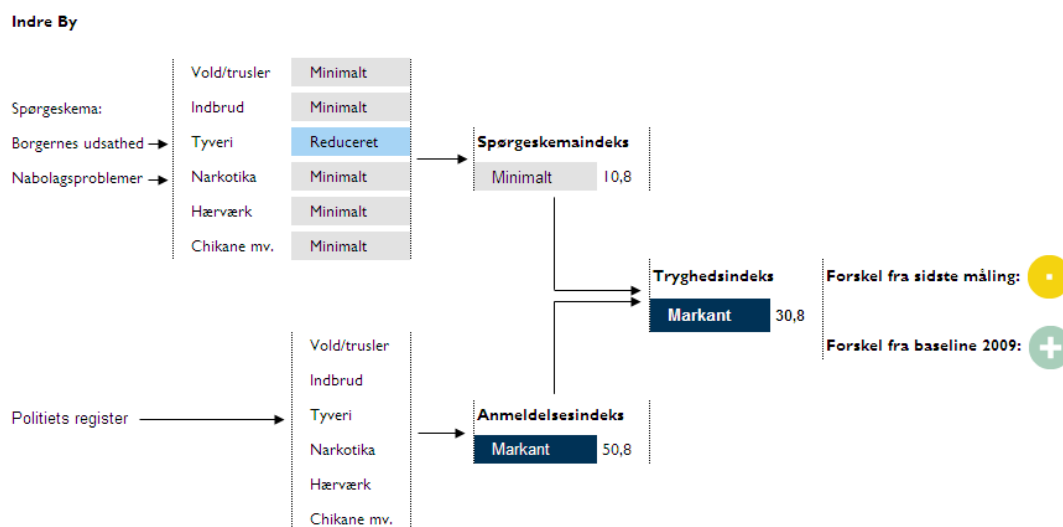 Indre By
Spørgeskema:
Borgernes udsathed
Nabolagsproblemer
Vold/trusler Minimalt
Indbrud Minimalt
Tyveri Reduceret
Narkotika Minimalt
Hærværk Minimalt
Chikane mv. Minimalt
Spørgeskemaindeks
Minimalt 10,8
Politiets register
Vold/trusler
Indbrud
Tyveri
Narkotika
Hærværk
Chikane mv.
Anmeldelsesindeks
Markant 50,8
Tryghedsindeks
Markant 30,8
Forskel fra sidste måling:
Forskel fra baseline 2009: +